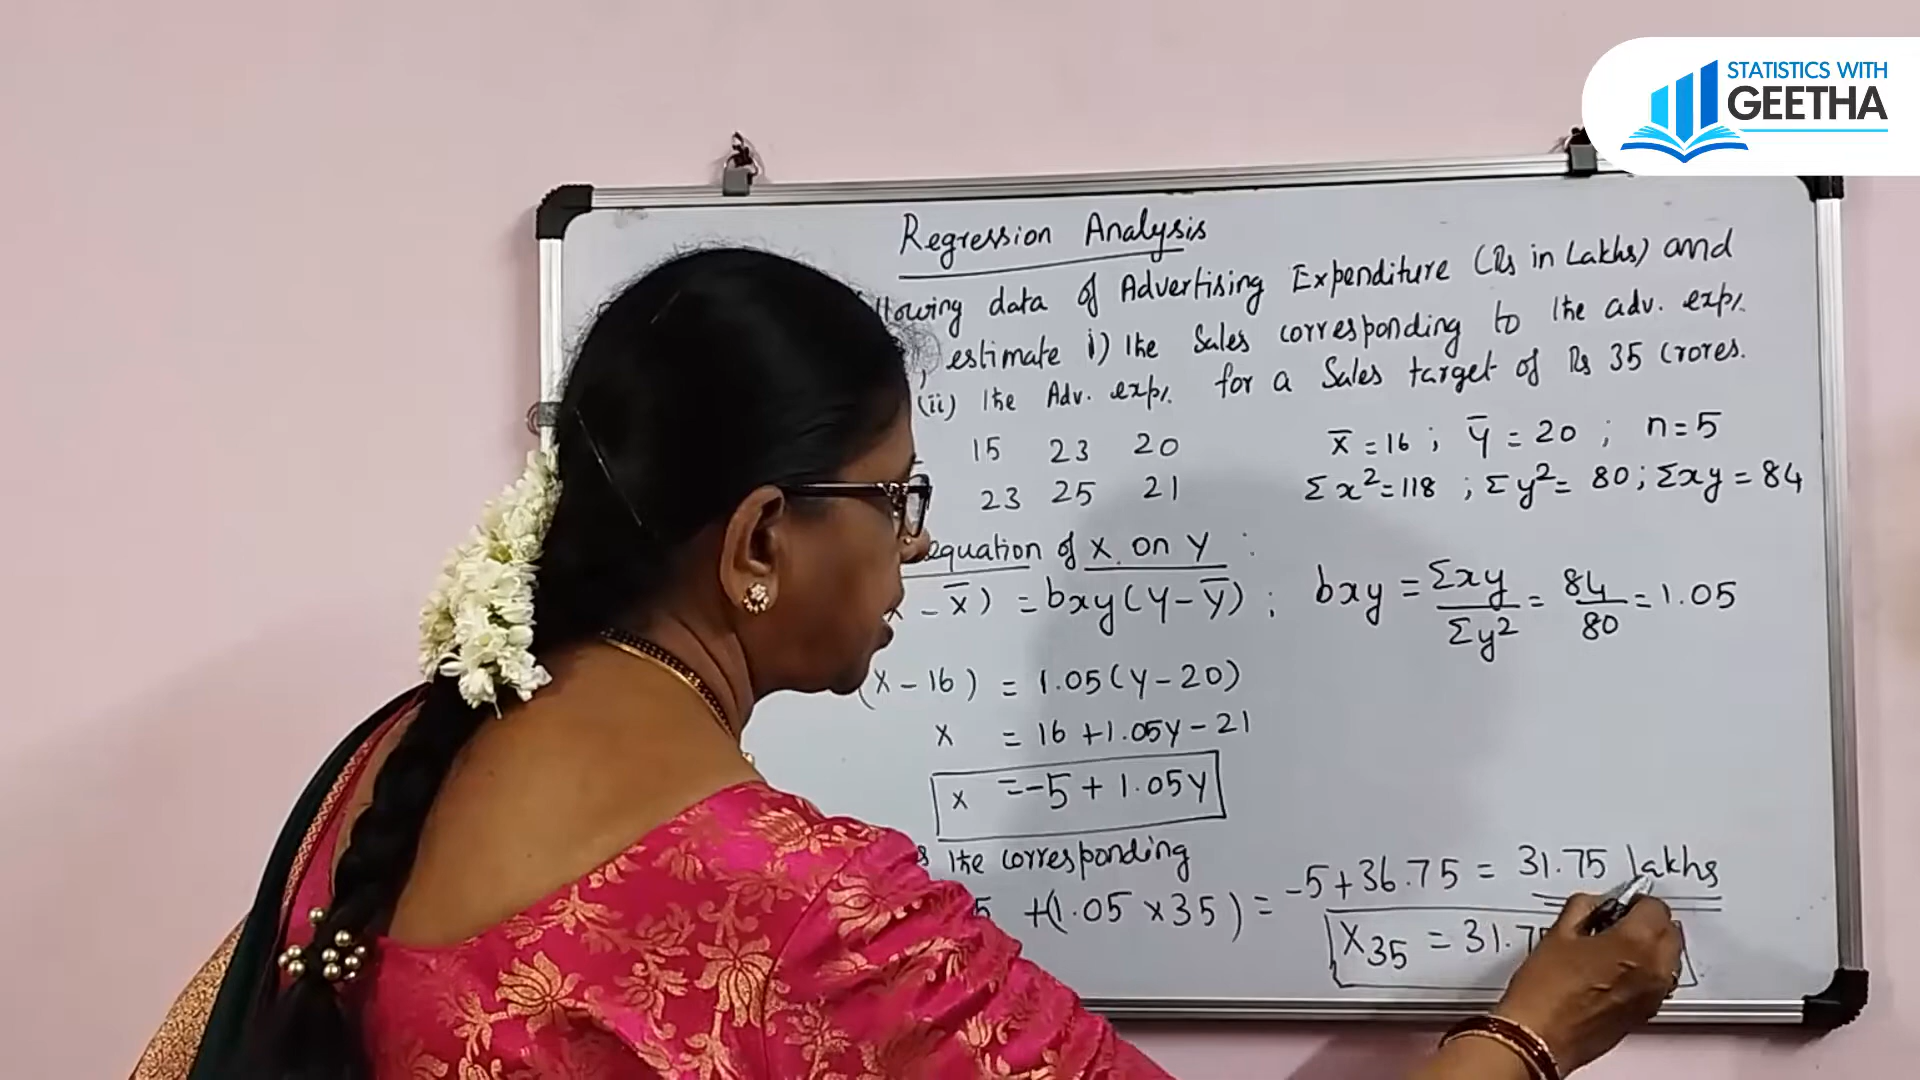 STATISTICS WITH
GEETHA
Regression Analysis
llowing data of Advertising Expenditure (Rs in Lakhs) and
, estimate i) the Sales corresponding to the adv. exp/.
(ii) the Adv. exp/. for a Sales target of Rs 35 Crores.
15 23 20
23 25 21
x̄ = 16 ; ȳ = 20 ; n = 5
Σx² = 118 ; Σy² = 80 ; Σxy = 84
equation of X on Y :
x - x̄) = bxy (Y - Ȳ) ; bxy = Σxy/Σy² = 84/80 = 1.05
(X - 16) = 1.05 (Y - 20)
X = 16 + 1.05Y - 21
X = -5 + 1.05Y
s the corresponding
5 + (1.05 x 35) = -5 + 36.75 = 31.75 lakhs
X35 = 31.75